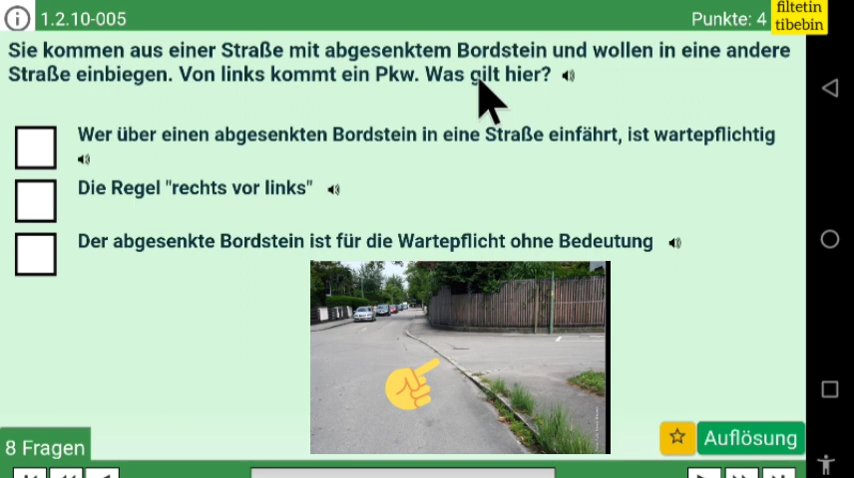 1.2.10-005
Punkte: 4
filtetin
tibebin
Sie kommen aus einer Straße mit abgesenktem Bordstein und wollen in eine andere
Straße einbiegen. Von links kommt ein Pkw. Was gilt hier?
Wer über einen abgesenkten Bordstein in eine Straße einfährt, ist wartepflichtig
Die Regel "rechts vor links"
Der abgesenkte Bordstein ist für die Wartepflicht ohne Bedeutung
8 Fragen
Auflösung